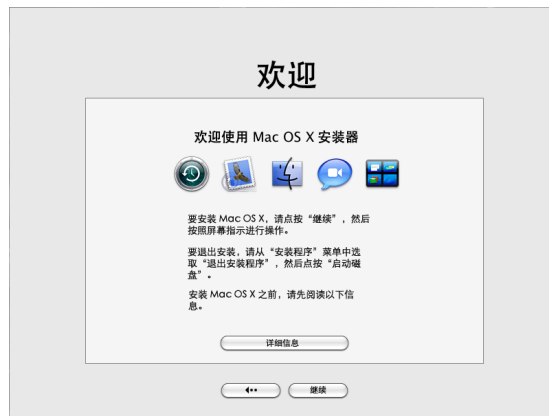 欢迎
欢迎使用 Mac OS X 安装器
要安装 Mac OS X，请点按“继续”，然后
按照屏幕指示进行操作。
要退出安装，请从“安装程序”菜单中选
取“退出安装程序”，然后点按“启动磁
盘”。
安装 Mac OS X 之前，请先阅读以下信
息。
详细信息
继续